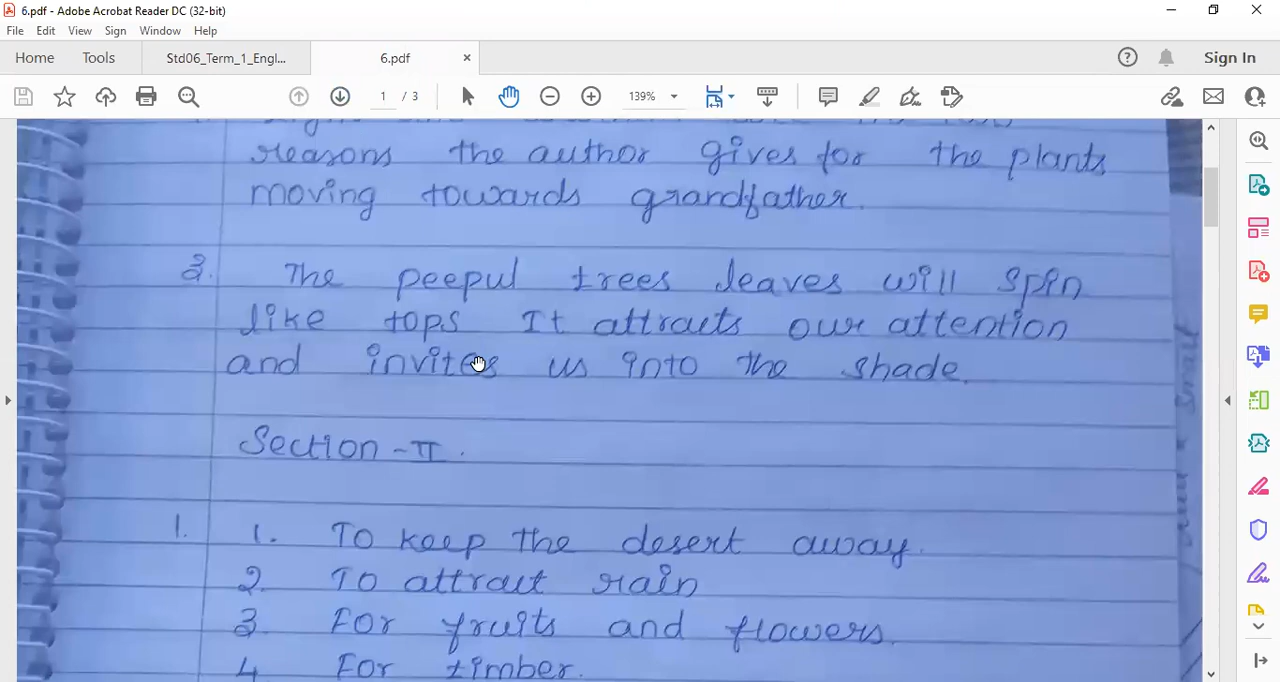 6.pdf - Adobe Acrobat Reader DC (32-bit)
File Edit View Sign Window Help
Home Tools Std06_Term_1_Engl... 6.pdf × Sign In
1 / 3 139%
reasons the author gives for the plants
moving towards grandfather.
3. The peepul trees leaves will spin
like tops. It attracts our attention
and invites us into the shade.
Section - II.
1. 1. To keep the desert away.
2. To attract rain
3. For fruits and flowers.
4. For timber.